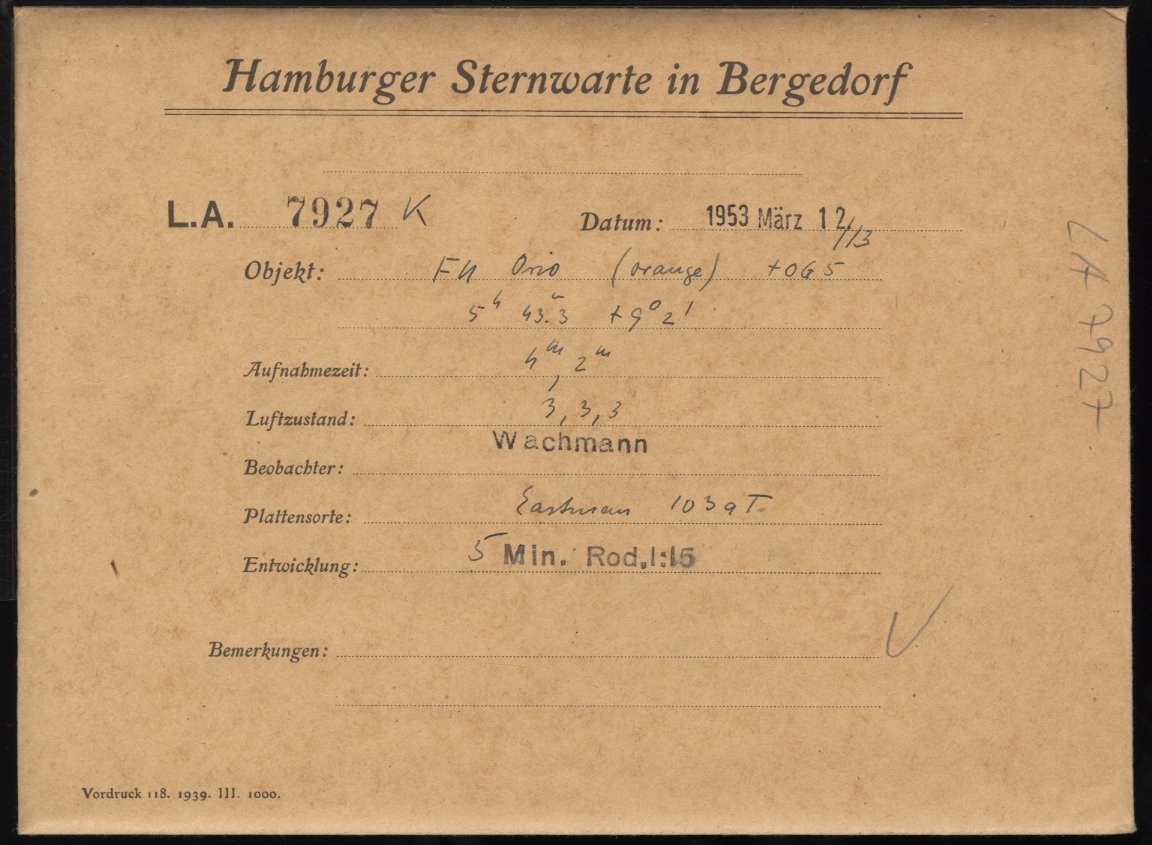 Hamburger Sternwarte in Bergedorf
L.A. 7927 K
Datum: 1953 März 12/13
Objekt: FU Orio (orange) +OG5
5h 43.3 +9° 2'
Aufnahmezeit: 4m, 2m
Luftzustand: 3, 3, 3
Wachmann
Beobachter:
Plattensorte: Eastman 103aT
Entwicklung: 5 Min. Rod. 1:15
Bemerkungen:
Vordruck 118. 1939. III. 1000.
LA 7927